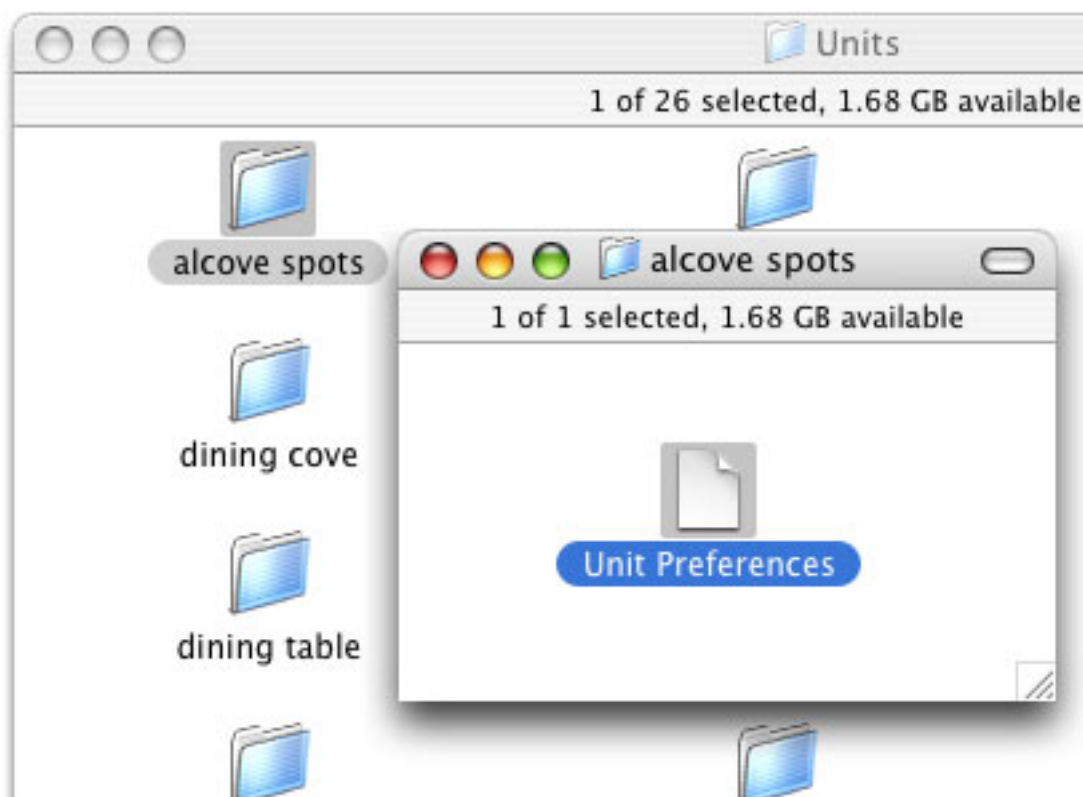 Units
1 of 26 selected, 1.68 GB available
alcove spots
alcove spots
1 of 1 selected, 1.68 GB available
dining cove
Unit Preferences
dining table